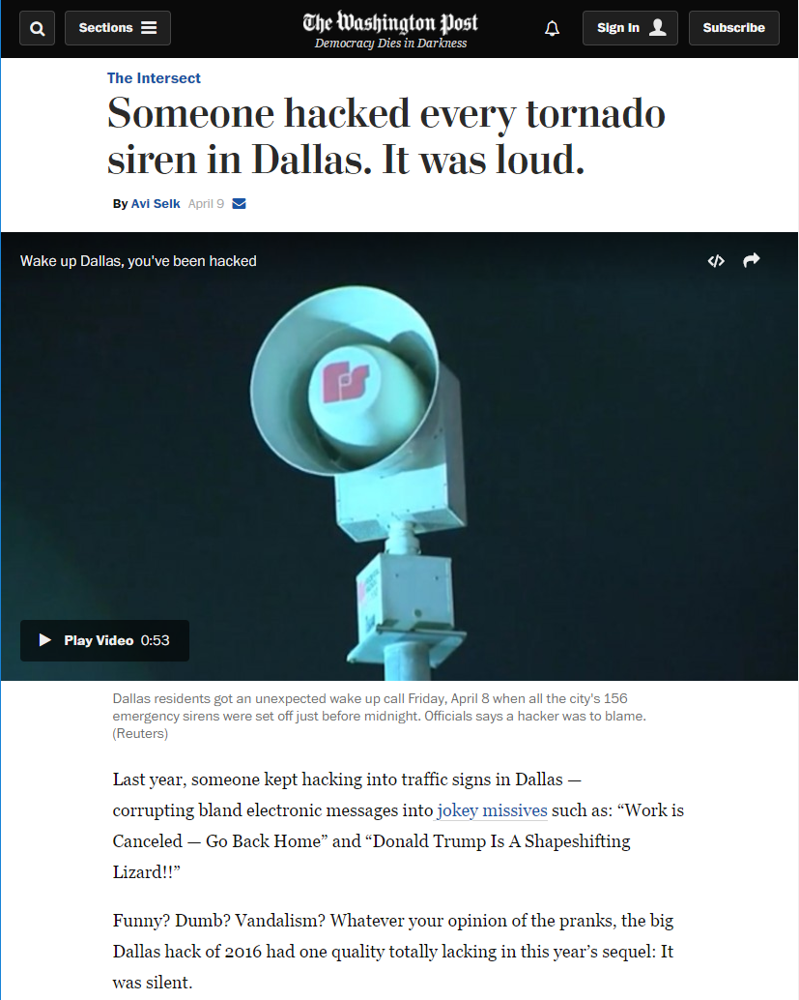 Sections
The Washington Post
Democracy Dies in Darkness
Sign In
Subscribe
The Intersect
Someone hacked every tornado
siren in Dallas. It was loud.
By Avi Selk April 9
Wake up Dallas, you've been hacked
Play Video 0:53
Dallas residents got an unexpected wake up call Friday, April 8 when all the city's 156
emergency sirens were set off just before midnight. Officials says a hacker was to blame.
(Reuters)
Last year, someone kept hacking into traffic signs in Dallas —
corrupting bland electronic messages into jokey missives such as: “Work is
Canceled — Go Back Home” and “Donald Trump Is A Shapeshifting
Lizard!!”
Funny? Dumb? Vandalism? Whatever your opinion of the pranks, the big
Dallas hack of 2016 had one quality totally lacking in this year’s sequel: It
was silent.